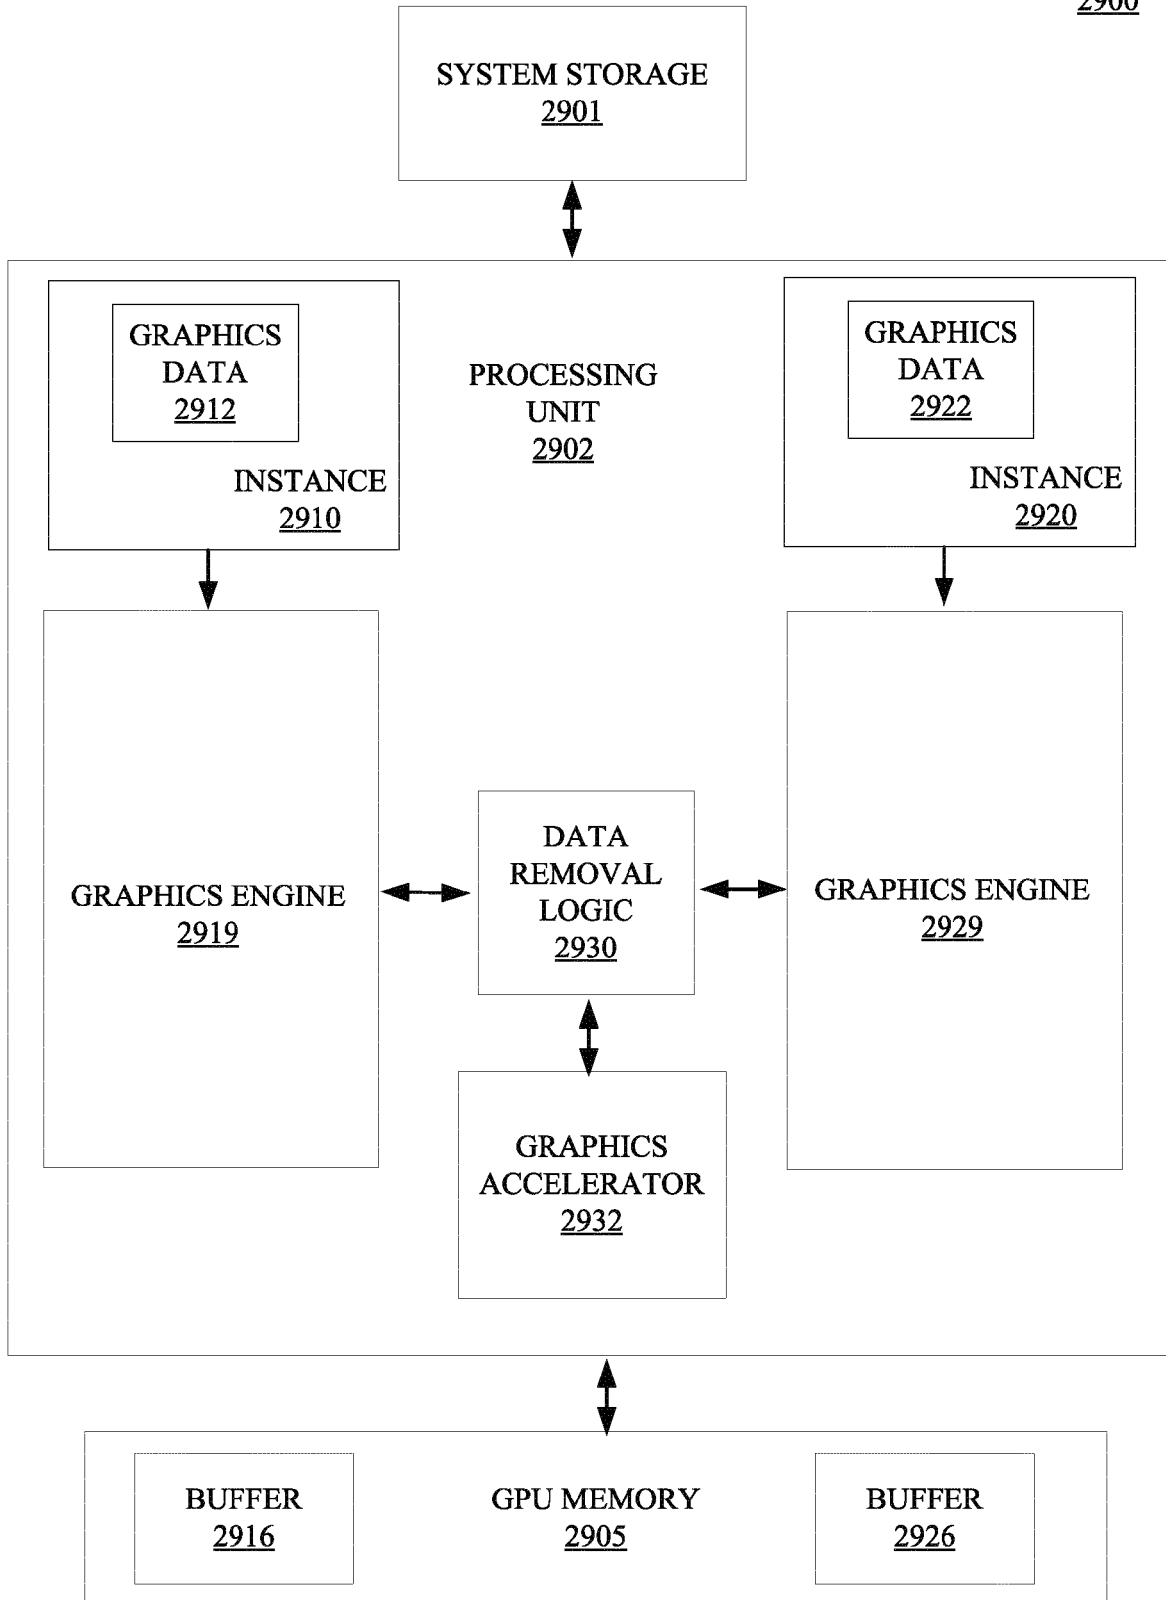 2900
SYSTEM STORAGE
2901
GRAPHICS
DATA
2912
INSTANCE
2910
PROCESSING
UNIT
2902
GRAPHICS
DATA
2922
INSTANCE
2920
GRAPHICS ENGINE
2919
DATA
REMOVAL
LOGIC
2930
GRAPHICS ENGINE
2929
GRAPHICS
ACCELERATOR
2932
BUFFER
2916
GPU MEMORY
2905
BUFFER
2926